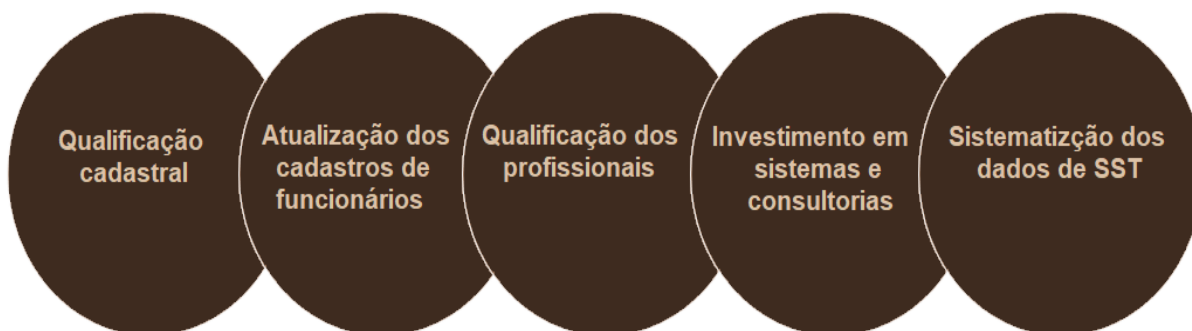 Qualificação
cadastral
Atualização dos
cadastros de
funcionários
Qualificação dos
profissionais
Investimento em
sistemas e
consultorias
Sistematizção dos
dados de SST